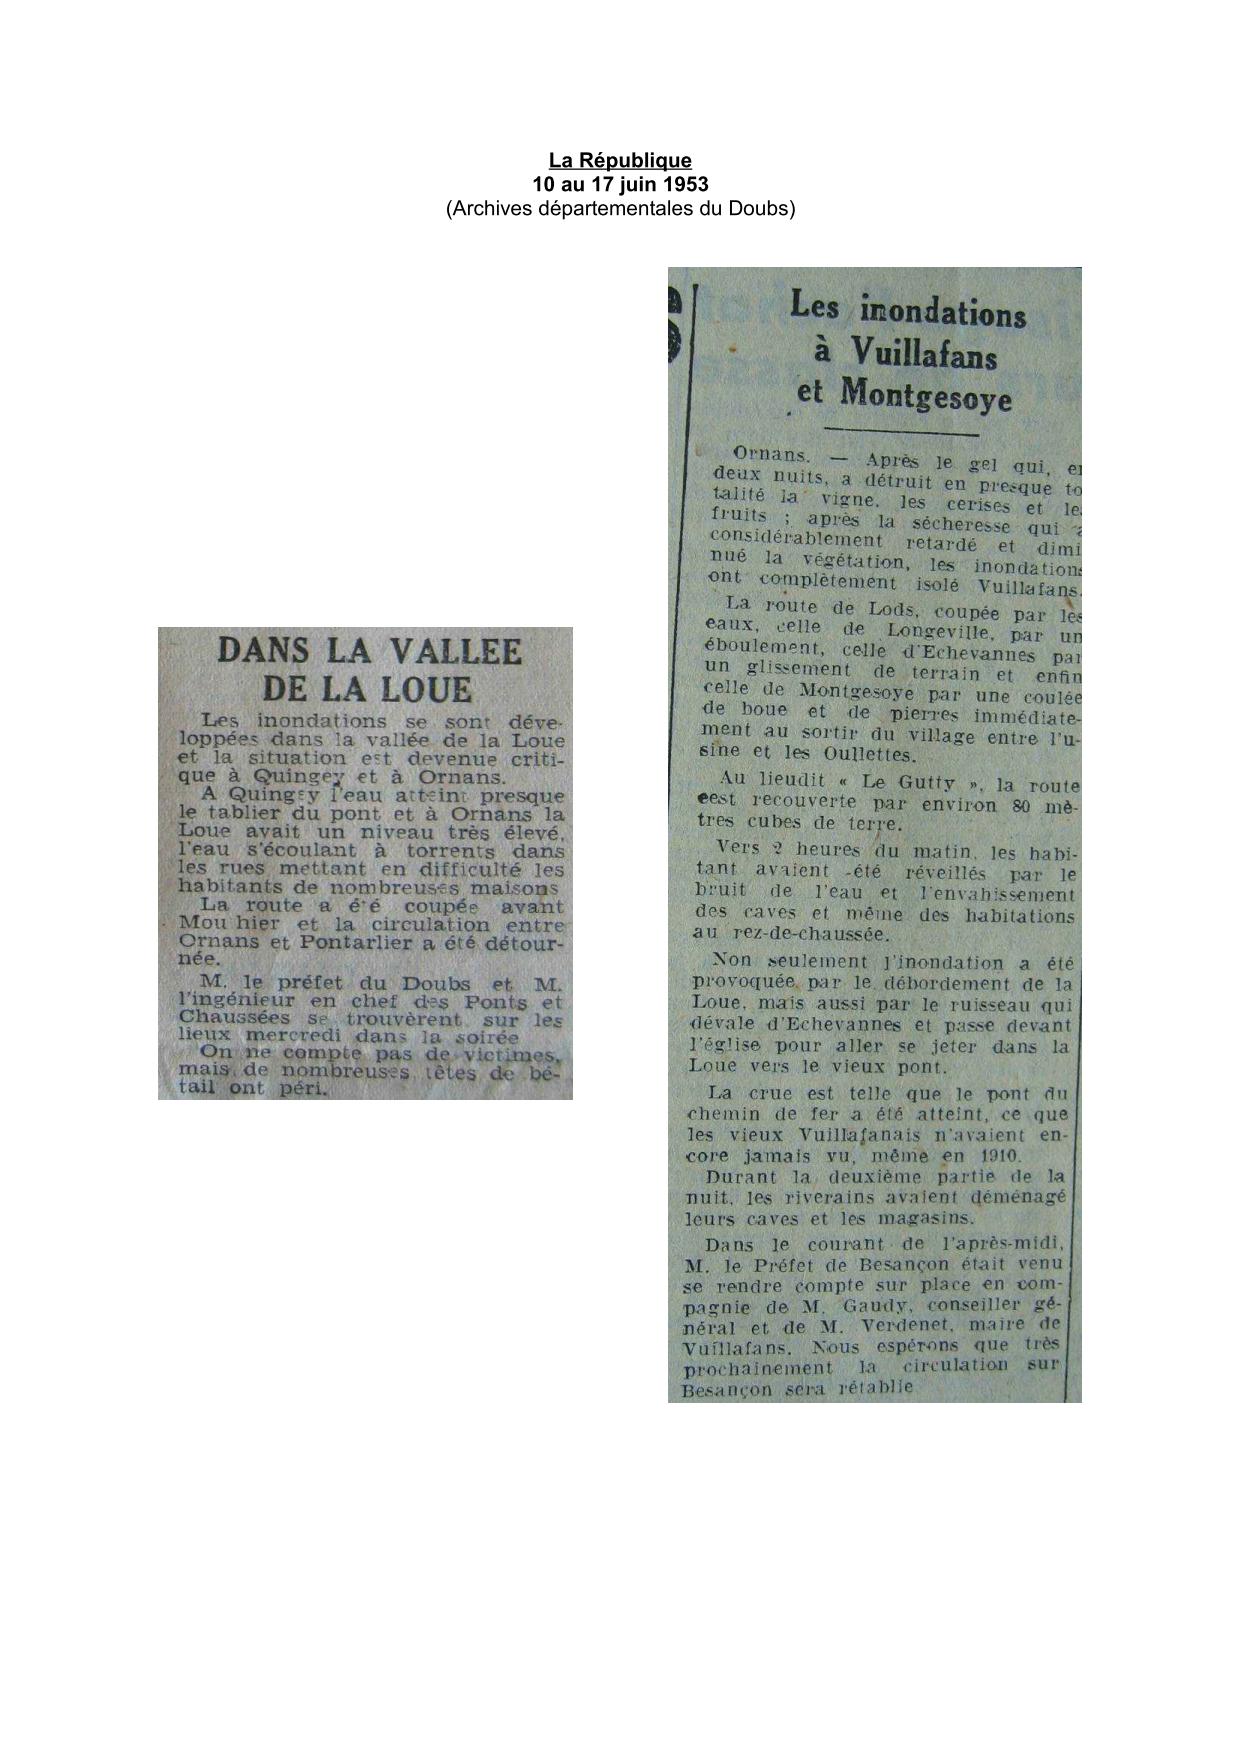 La République
10 au 17 juin 1953
(Archives départementales du Doubs)
DANS LA VALLEE
DE LA LOUE
Les inondations se sont déve-
loppées dans la vallée de la Loue
et la situation est devenue criti-
que à Quingey et à Ornans.
A Quingey l'eau atteint presque
le tablier du pont et à Ornans la
Loue avait un niveau très élevé,
l'eau s'écoulant à torrents dans
les rues mettant en difficulté les
habitants de nombreuses maisons
La route a été coupée avant
Mou hier et la circulation entre
Ornans et Pontarlier a été détour-
née.
M. le préfet du Doubs et M.
l'ingénieur en chef des Ponts et
Chaussées se trouvèrent sur les
lieux mercredi dans la soirée
On ne compte pas de victimes,
mais de nombreuses têtes de bé-
tail ont péri.
Les inondations
à Vuillafans
et Montgesoye
Ornans. — Après le gel qui, e
deux nuits, a détruit en presque to
talité la vigne, les cerises et le
fruits ; après la sécheresse qui a
considérablement retardé et dimi
nué la végétation, les inondations
ont complètement isolé Vuillafans.
La route de Lods, coupée par les
eaux, celle de Longeville, par un
éboulement, celle d'Echevannes par
un glissement de terrain et enfin
celle de Montgesoye par une coulée
de boue et de pierres immédiate-
ment au sortir du village entre l'u-
sine et les Oullettes.
Au lieudit « Le Gutty », la route
eest recouverte par environ 80 mè-
tres cubes de terre.
Vers 2 heures du matin, les habi-
tant avaient été réveillés par le
bruit de l'eau et l'envahissement
des caves et même des habitations
au rez-de-chaussée.
Non seulement l'inondation a été
provoquée par le débordement de la
Loue, mais aussi par le ruisseau qui
dévale d'Echevannes et passe devant
l'église pour aller se jeter dans la
Loue vers le vieux pont.
La crue est telle que le pont du
chemin de fer a été atteint, ce que
les vieux Vuillafanais n'avaient en-
core jamais vu, même en 1910.
Durant la deuxième partie de la
nuit, les riverains avaient déménagé
leurs caves et les magasins.
Dans le courant de l'après-midi,
M. le Préfet de Besançon était venu
se rendre compte sur place en com-
pagnie de M. Gaudy, conseiller gé-
néral et de M. Verdenet, maire de
Vuillafans. Nous espérons que très
prochainement la circulation sur
Besançon sera rétablie